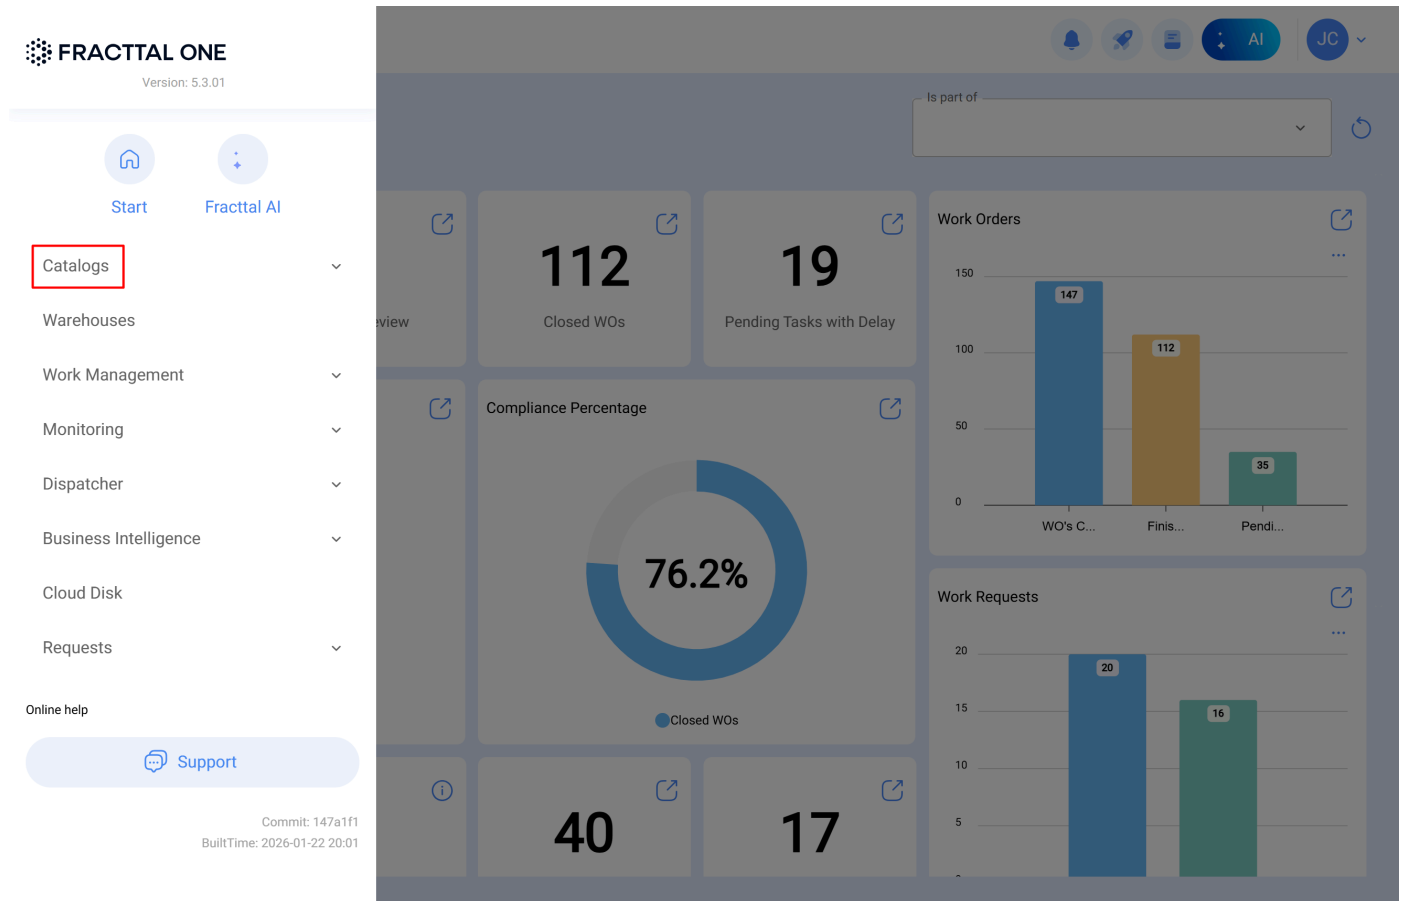 FRACTTAL ONE
Version: 5.3.01
Start
Fracttal AI
Catalogs
Warehouses
Work Management
Monitoring
Dispatcher
Business Intelligence
Cloud Disk
Requests
Online help
Support
Commit: 147a1f1
BuiltTime: 2026-01-22 20:01
AI
JC
Is part of
eview
112
Closed WOs
19
Pending Tasks with Delay
Compliance Percentage
76.2%
Closed WOs
40
17
Work Orders
...
150
100
50
0
147
112
35
WO's C...
Finis...
Pendi...
Work Requests
...
20
15
10
5
20
16